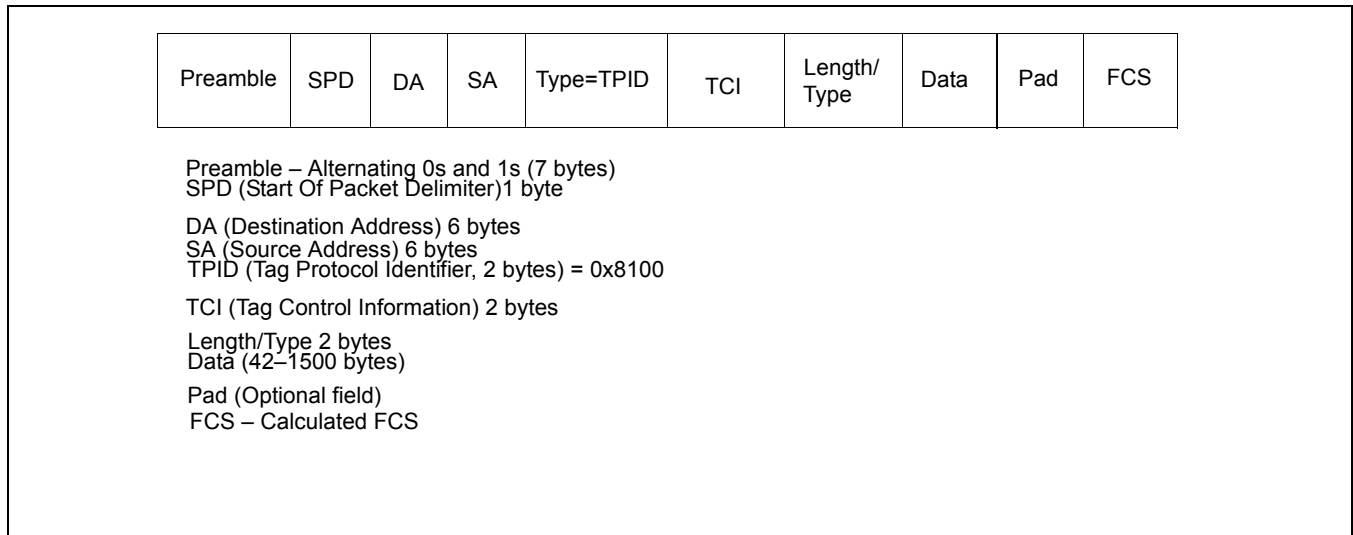 Preamble SPD DA SA Type=TPID TCI Length/
Type Data Pad FCS
Preamble – Alternating 0s and 1s (7 bytes)
SPD (Start Of Packet Delimiter)1 byte
DA (Destination Address) 6 bytes
SA (Source Address) 6 bytes
TPID (Tag Protocol Identifier, 2 bytes) = 0x8100
TCI (Tag Control Information) 2 bytes
Length/Type 2 bytes
Data (42–1500 bytes)
Pad (Optional field)
FCS – Calculated FCS